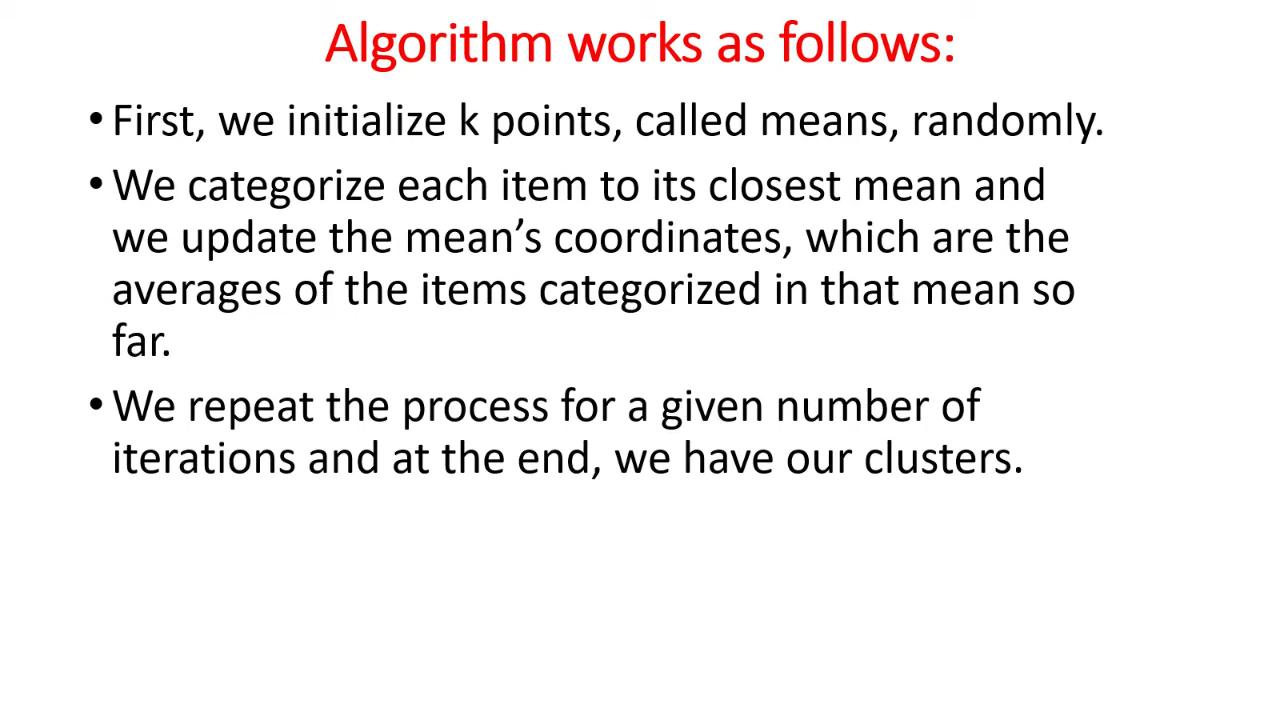 Algorithm works as follows:
• First, we initialize k points, called means, randomly.
• We categorize each item to its closest mean and
we update the mean’s coordinates, which are the
averages of the items categorized in that mean so
far.
• We repeat the process for a given number of
iterations and at the end, we have our clusters.